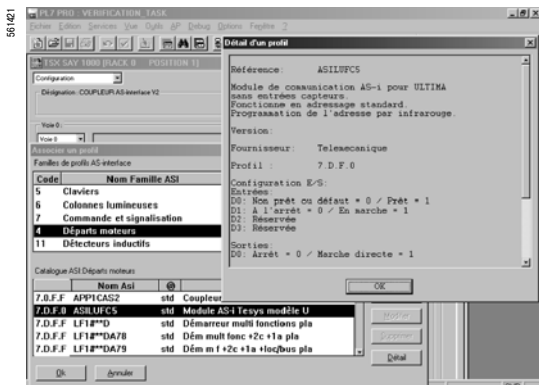 561421
PL7 PRO : VERIFICATION_TASK
Fichier Edition Services Vue Outils AP Debug Options Fenêtre ?
TSX SAY 1000 [RACK 0 POSITION 1]
Configuration
Désignation: COUPLEUR AS-interface V2
Voie 0 :
Voie 0
Associer un profil
Familles de profils AS-interface
Code Nom Famille ASI
5 Claviers
6 Colonnes lumineuses
7 Commande et signalisation
4 Départs moteurs
11 Détecteurs inductifs
Catalogue ASI:Départs moteurs
Nom Asi @
7.D.F.F APP1CAS2 std Coupleur
7.D.F.0 ASILUFC5 std Module AS-i Tesys modèle U
7.D.F.F LF1#**D std Démarreur multi fonctions pla
7.D.F.F LF1#**DA78 std Dém mult fonc +2c +1a pla
7.D.F.F LF1#**DA79 std Dém m f +2c +1a +loc/bus pla
Modifier
Supprimer
Détail
Ok
Annuler
Détail d'un profil
Référence: ASILUFC5
Module de communication AS-i pour ULTIMA
sans entrées capteurs.
Fonctionne en adressage standard.
Programmation de l'adresse par infrarouge.
Version:
Fournisseur: Telemecanique
Profil : 7.D.F.0
Configuration E/S:
Entrées:
D0: Non prêt ou défaut = 0 / Prêt = 1
D1: A l'arrêt = 0 / En marche = 1
D2: Réservée
D3: Réservée
Sorties:
D0: Arrêt = 0 / Marche directe = 1
OK